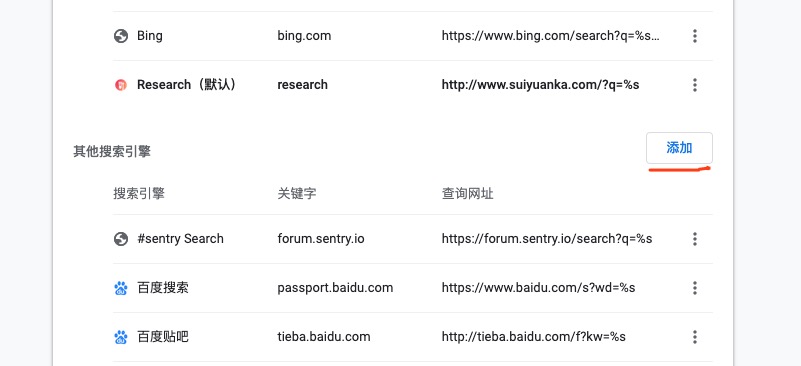 Bing bing.com https://www.bing.com/search?q=%s...
Research（默认） research http://www.suiyuanka.com/?q=%s
其他搜索引擎 添加
搜索引擎 关键字 查询网址
#sentry Search forum.sentry.io https://forum.sentry.io/search?q=%s
百度搜索 passport.baidu.com https://www.baidu.com/s?wd=%s
百度贴吧 tieba.baidu.com http://tieba.baidu.com/f?kw=%s